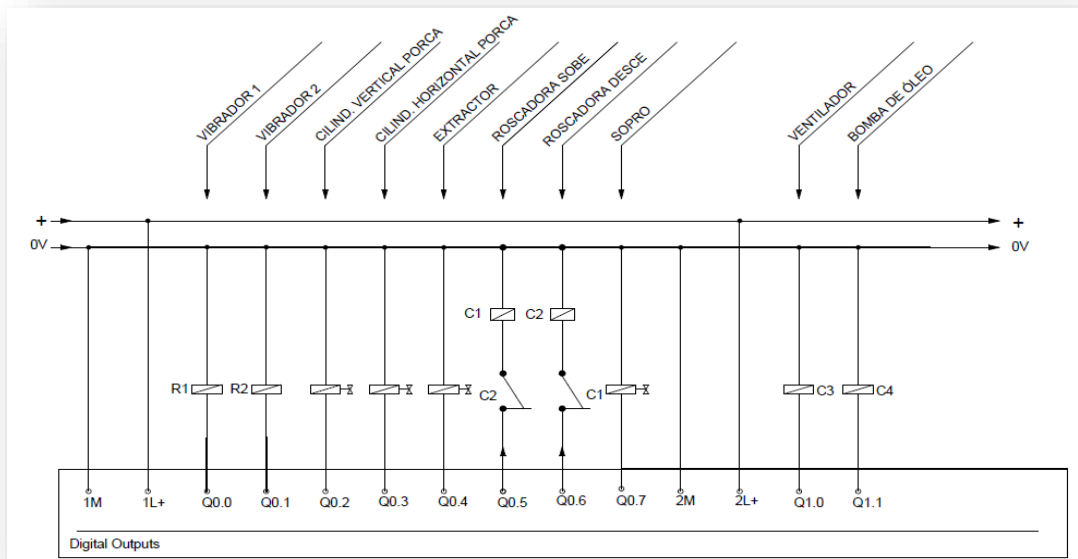 VIBRADOR 1
VIBRADOR 2
CILIND. VERTICAL PORCA
CILIND. HORIZONTAL PORCA
EXTRACTOR
ROSCADORA SOBE
ROSCADORA DESCE
SOPRO
VENTILADOR
BOMBA DE ÓLEO
+ +
0V 0V
C1 C2
R1 R2 C2 C1 C3 C4
1M 1L+ Q0.0 Q0.1 Q0.2 Q0.3 Q0.4 Q0.5 Q0.6 Q0.7 2M 2L+ Q1.0 Q1.1
Digital Outputs